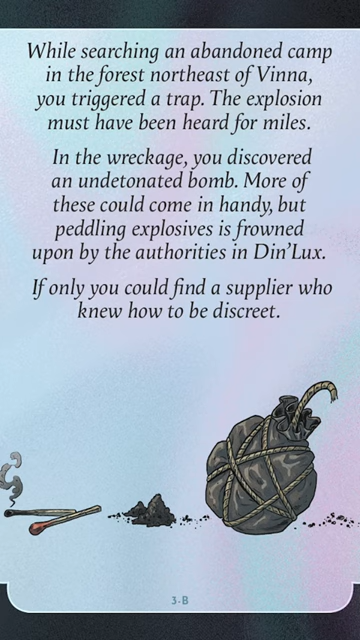 While searching an abandoned camp
in the forest northeast of Vinna,
you triggered a trap. The explosion
must have been heard for miles.
In the wreckage, you discovered
an undetonated bomb. More of
these could come in handy, but
peddling explosives is frowned
upon by the authorities in Din'Lux.
If only you could find a supplier who
knew how to be discreet.
3-B